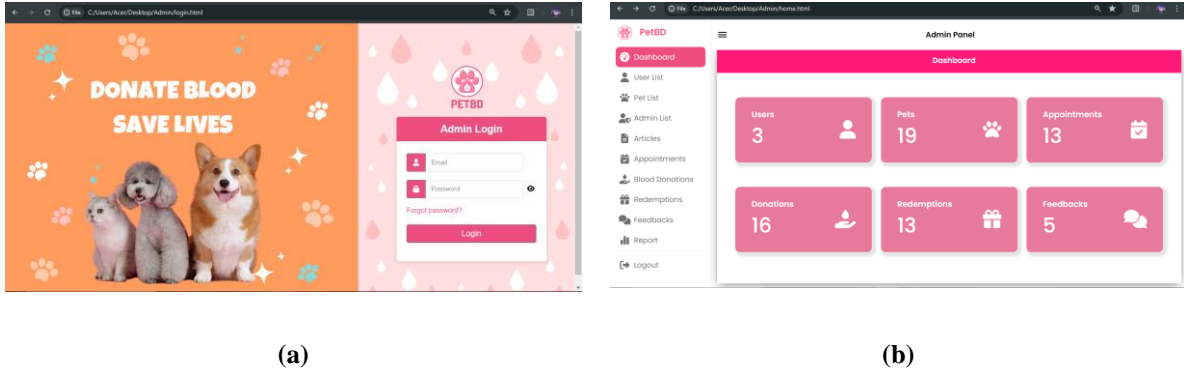 File C:/Users/Acer/Desktop/Admin/login.html
DONATE BLOOD
SAVE LIVES
PETBD
Admin Login
Email
Password
Forgot password?
Login
(a)
File C:/Users/Acer/Desktop/Admin/home.html
PetBD
Admin Panel
Dashboard
Dashboard
User List
Pet List
Admin List
Articles
Appointments
Blood Donations
Redemptions
Feedbacks
Report
Logout
Users
3
Pets
19
Appointments
13
Donations
16
Redemptions
13
Feedbacks
5
(b)